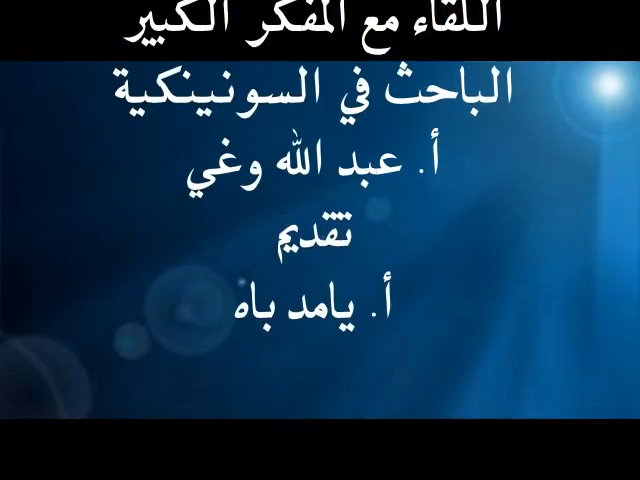 اللقاء مع المفكر الكبير
الباحث في السونينكية
أ. عبد الله وغي
تقديم
أ. يامد باه